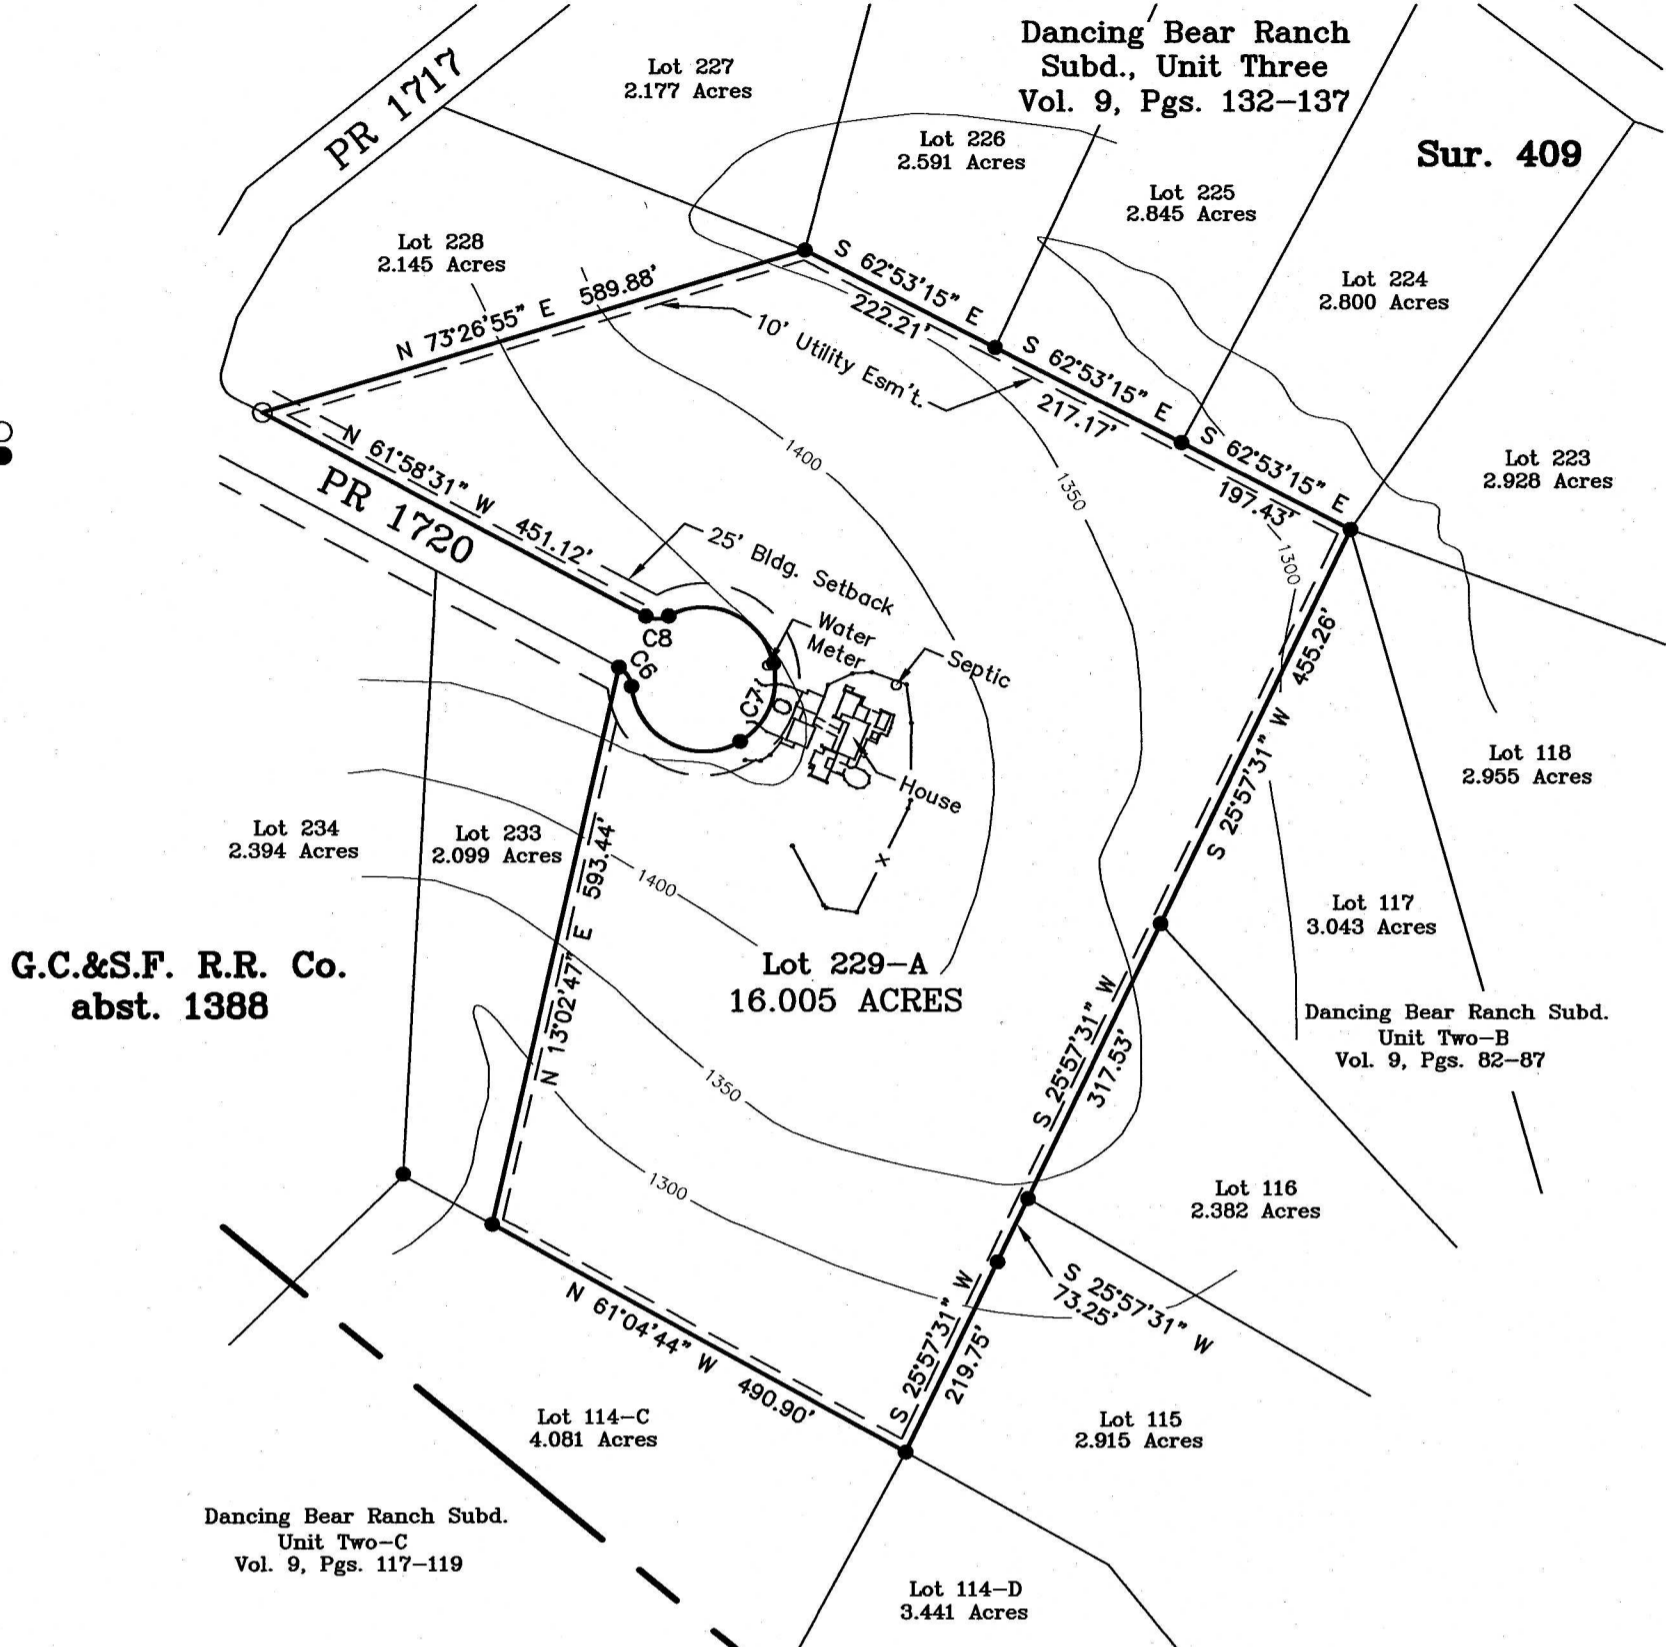 PR 1717
Lot 227
2.177 Acres
Dancing Bear Ranch
Subd., Unit Three
Vol. 9, Pgs. 132-137
Lot 226
2.591 Acres
Sur. 409
Lot 225
2.845 Acres
Lot 228
2.145 Acres
Lot 224
2.800 Acres
N 73°26'55" E 589.88'
S 62°53'15" E
222.21'
10' Utility Esm't.
S 62°53'15" E
217.17'
S 62°53'15" E
197.43'
N 61°58'31" W 451.12'
PR 1720
1400
1350
1300
Lot 223
2.928 Acres
25' Bldg. Setback
Water
Meter
Septic
C8
C6
C7
House
S 25°57'31" W 455.26'
Lot 118
2.955 Acres
Lot 234
2.394 Acres
Lot 233
2.099 Acres
N 13°02'47" E 593.44'
1400
Lot 117
3.043 Acres
G.C.&S.F. R.R. Co.
abst. 1388
Lot 229-A
16.005 ACRES
S 25°57'31" W
317.53'
Dancing Bear Ranch Subd.
Unit Two-B
Vol. 9, Pgs. 82-87
1350
1300
Lot 116
2.382 Acres
S 25°57'31" W
73.25'
S 25°57'31" W
219.75'
N 61°04'44" W 490.90'
Lot 114-C
4.081 Acres
Lot 115
2.915 Acres
Dancing Bear Ranch Subd.
Unit Two-C
Vol. 9, Pgs. 117-119
Lot 114-D
3.441 Acres